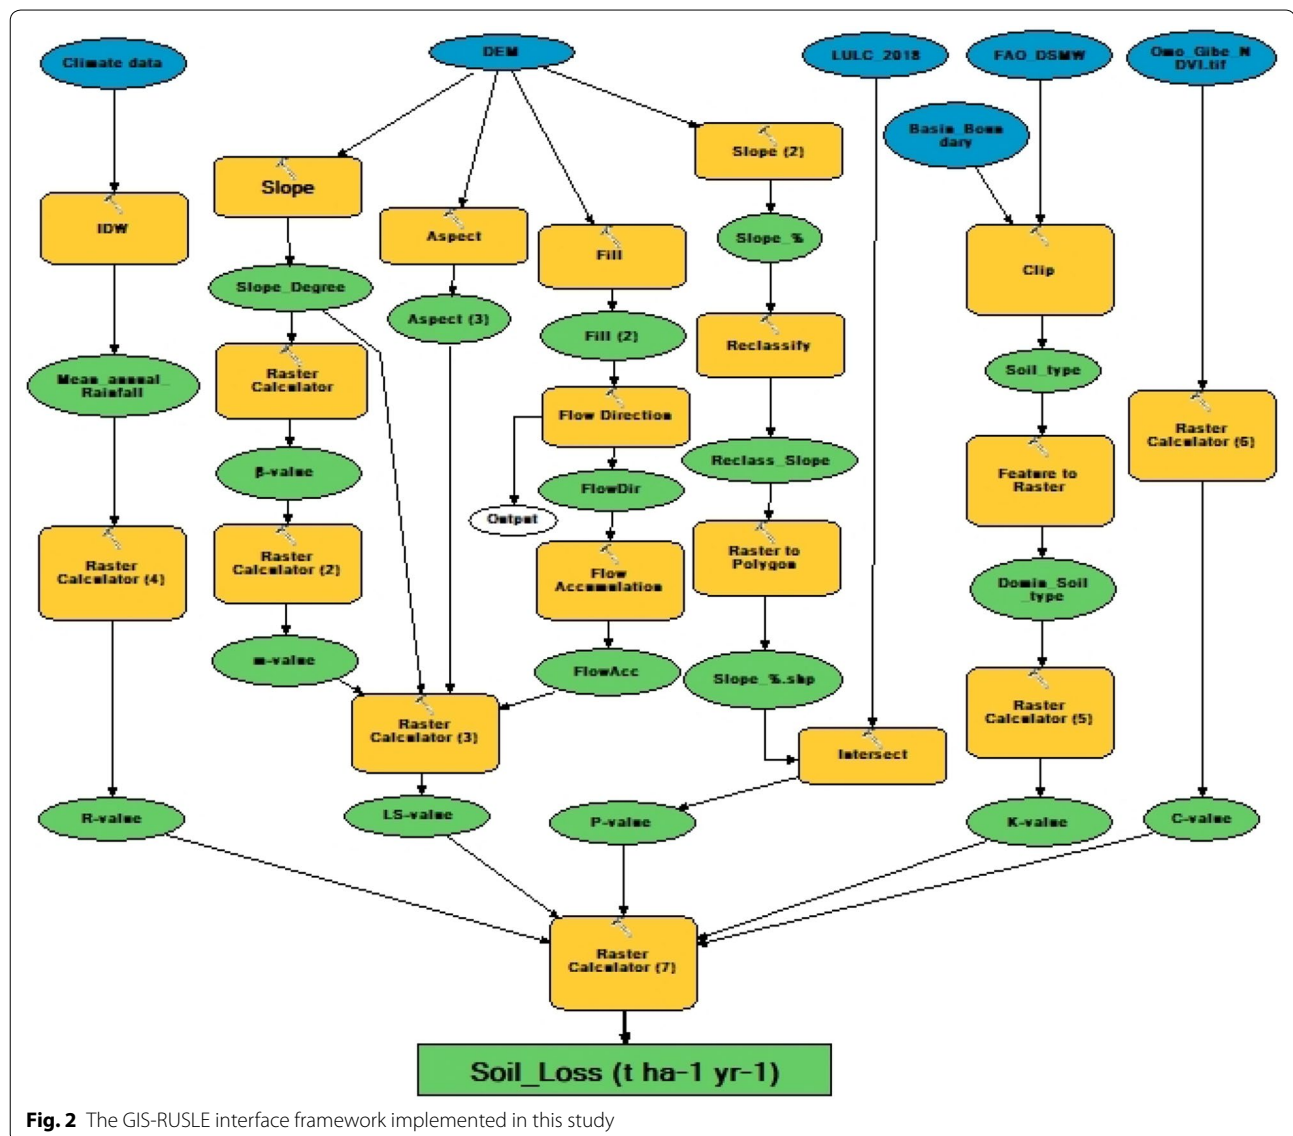 Climate data
DEM
LULC_2018
FAO_DSMW
Omo_Gibe_N
DVI.tif
Basin_Boun
dary
Slope (2)
Slope
IDW
Aspect
Fill
Slope_%
Clip
Slope_Degree
Aspect (3)
Fill (2)
Reclassify
Mean_annual_
Rainfall
Raster
Calculator
Soil_type
Flow Direction
Raster
Calculator (6)
β-value
FlowDir
Reclass_Slope
Feature to
Raster
Output
Raster
Calculator (4)
Raster
Calculator (2)
Flow
Accumulation
Raster to
Polygon
Domin_Soil
_type
m-value
FlowAcc
Slope_%.shp
Raster
Calculator (3)
Intersect
Raster
Calculator (5)
R-value
LS-value
P-value
K-value
C-value
Raster
Calculator (7)
Soil_Loss (t ha-1 yr-1)
Fig. 2 The GIS-RUSLE interface framework implemented in this study